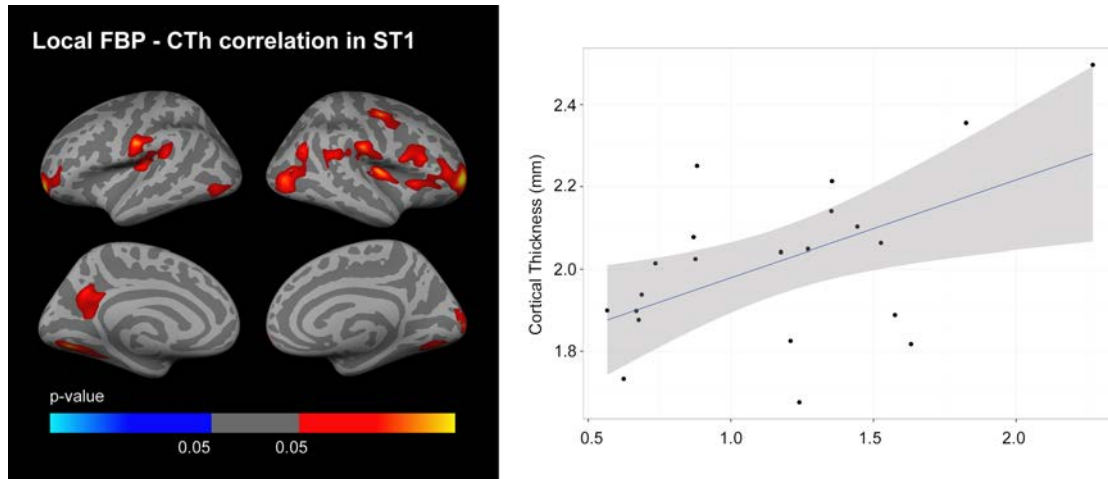 Local FBP - CTh correlation in ST1
p-value
0.05 0.05
Cortical Thickness (mm)
2.4
2.2
2.0
1.8
0.5 1.0 1.5 2.0